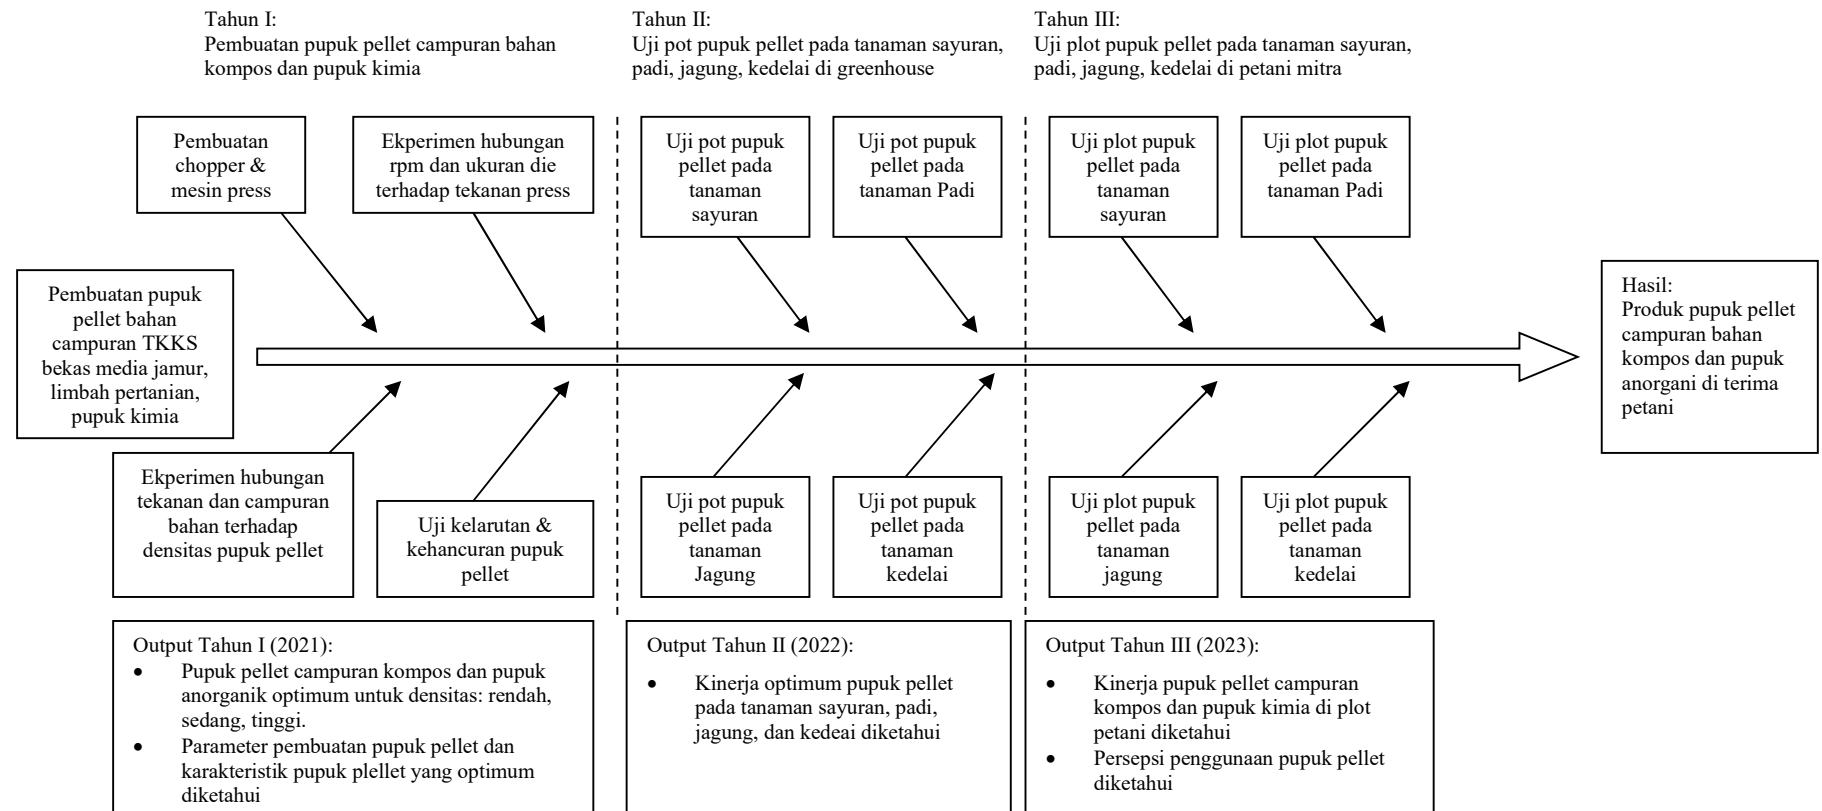 Tahun I:
Pembuatan pupuk pellet campuran bahan
kompos dan pupuk kimia
Tahun II:
Uji pot pupuk pellet pada tanaman sayuran,
padi, jagung, kedelai di greenhouse
Tahun III:
Uji plot pupuk pellet pada tanaman sayuran,
padi, jagung, kedelai di petani mitra
Pembuatan
chopper &
mesin press
Ekperimen hubungan
rpm dan ukuran die
terhadap tekanan press
Uji pot pupuk
pellet pada
tanaman
sayuran
Uji pot pupuk
pellet pada
tanaman Padi
Uji plot pupuk
pellet pada
tanaman
sayuran
Uji plot pupuk
pellet pada
tanaman Padi
Pembuatan pupuk
pellet bahan
campuran TKKS
bekas media jamur,
limbah pertanian,
pupuk kimia
Hasil:
Produk pupuk pellet
campuran bahan
kompos dan pupuk
anorgani di terima
petani
Ekperimen hubungan
tekanan dan campuran
bahan terhadap
densitas pupuk pellet
Uji kelarutan &
kehancuran pupuk
pellet
Uji pot pupuk
pellet pada
tanaman
Jagung
Uji pot pupuk
pellet pada
tanaman
kedelai
Uji plot pupuk
pellet pada
tanaman
jagung
Uji plot pupuk
pellet pada
tanaman
kedelai
Output Tahun I (2021):
• Pupuk pellet campuran kompos dan pupuk
anorganik optimum untuk densitas: rendah,
sedang, tinggi.
• Parameter pembuatan pupuk pellet dan
karakteristik pupuk plellet yang optimum
diketahui
Output Tahun II (2022):
• Kinerja optimum pupuk pellet
pada tanaman sayuran, padi,
jagung, dan kedeai diketahui
Output Tahun III (2023):
• Kinerja pupuk pellet campuran
kompos dan pupuk kimia di plot
petani diketahui
• Persepsi penggunaan pupuk pellet
diketahui